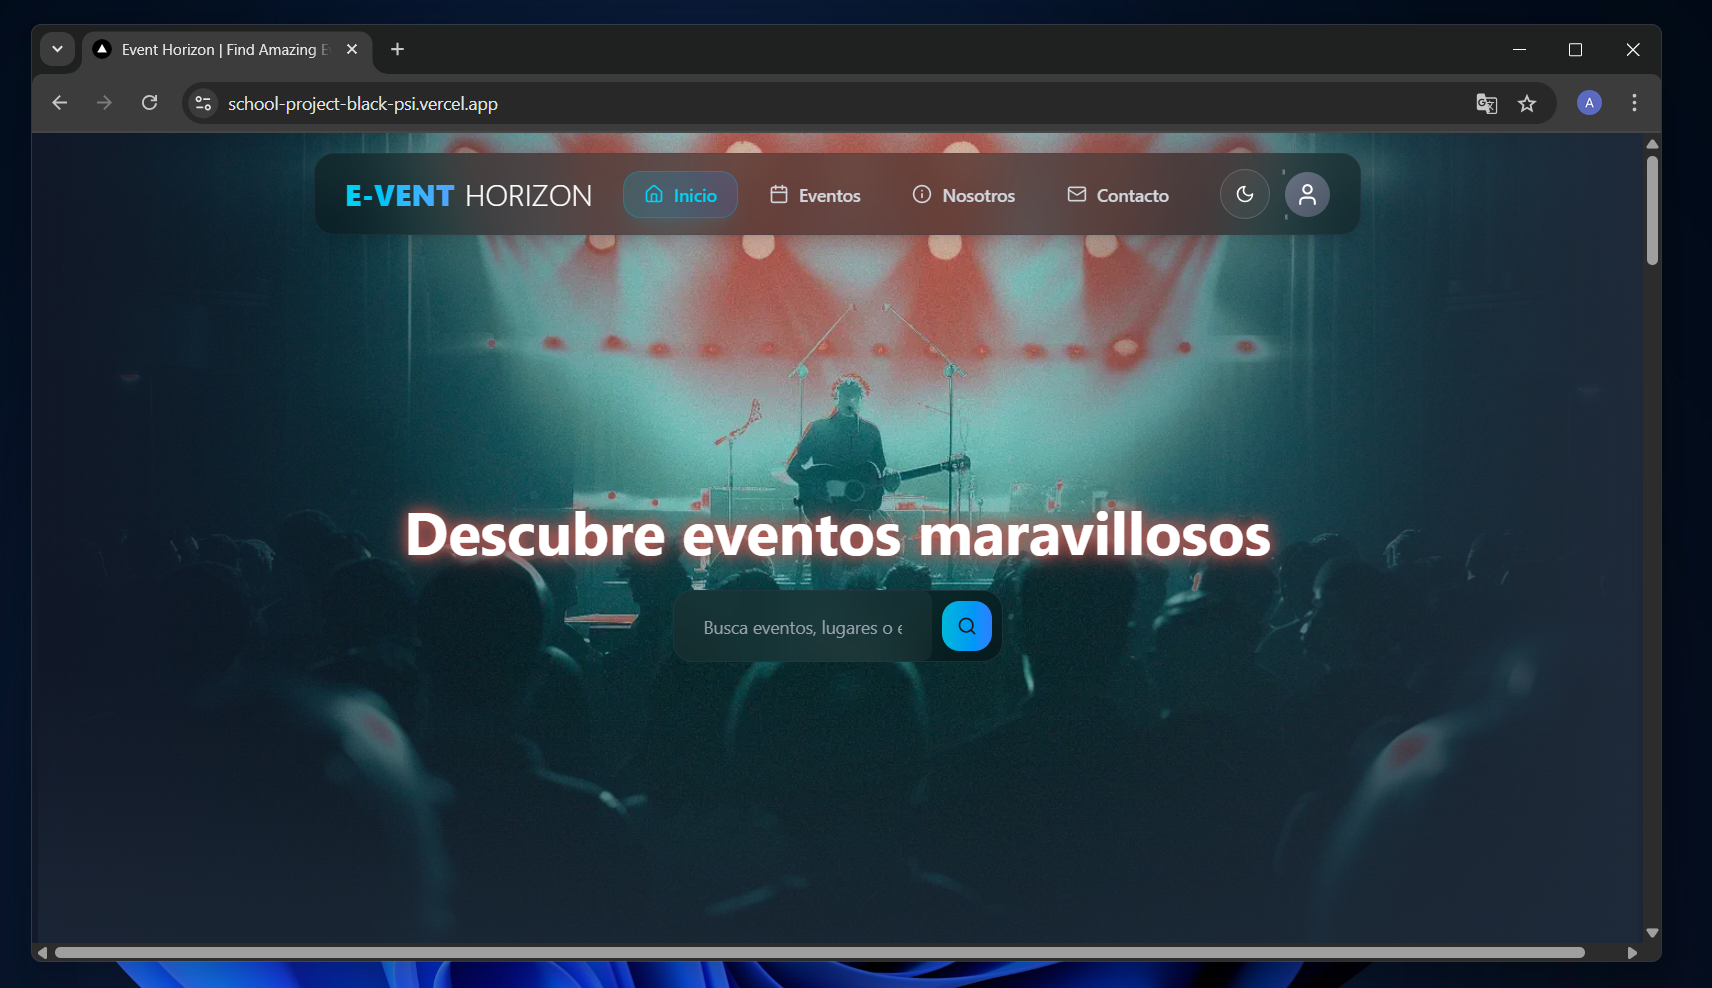 Event Horizon | Find Amazing E
school-project-black-psi.vercel.app
A
E-VENT HORIZON
Inicio
Eventos
Nosotros
Contacto
Descubre eventos maravillosos
Busca eventos, lugares o e